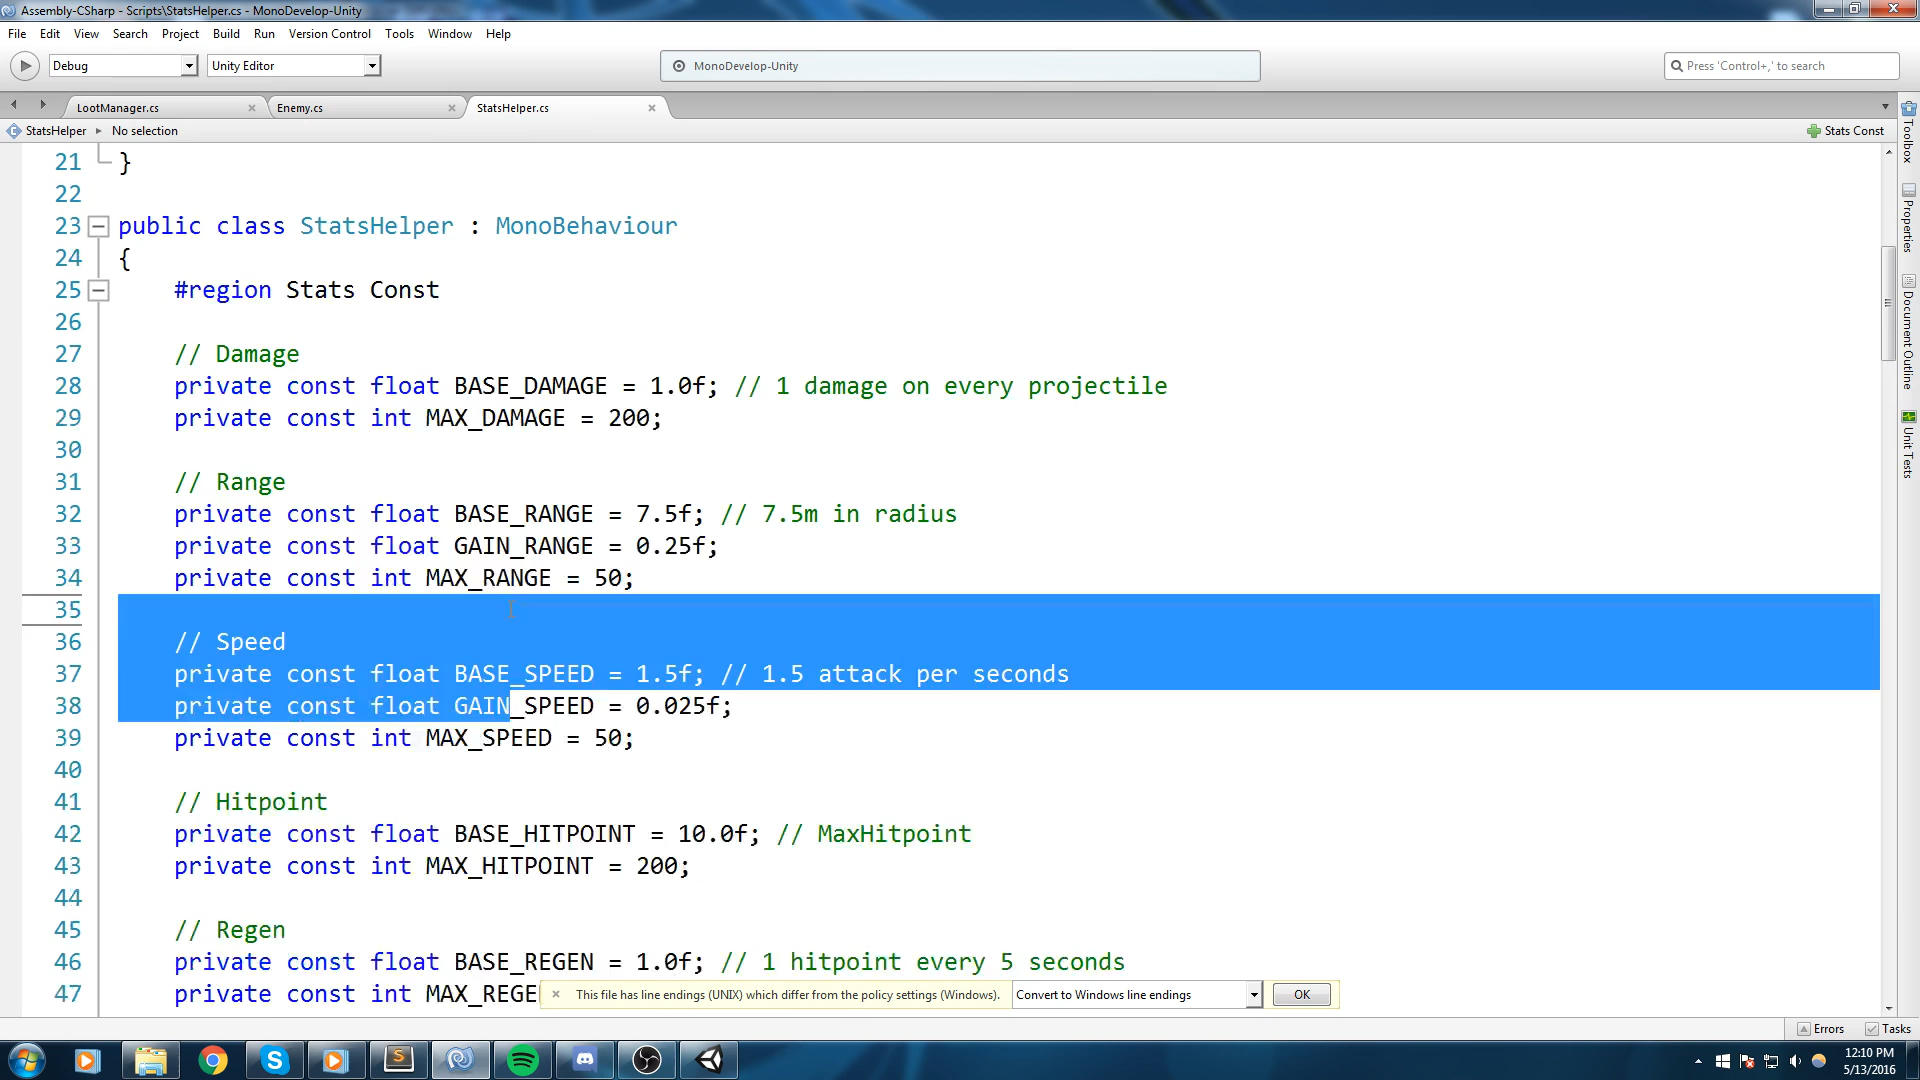 Assembly-CSharp - Scripts\StatsHelper.cs - MonoDevelop-Unity
File Edit View Search Project Build Run Version Control Tools Window Help
Debug Unity Editor MonoDevelop-Unity Press 'Control+,' to search
LootManager.cs Enemy.cs StatsHelper.cs
StatsHelper No selection Stats Const
21 }
22
23 public class StatsHelper : MonoBehaviour
24 {
25 #region Stats Const
26
27 // Damage
28 private const float BASE_DAMAGE = 1.0f; // 1 damage on every projectile
29 private const int MAX_DAMAGE = 200;
30
31 // Range
32 private const float BASE_RANGE = 7.5f; // 7.5m in radius
33 private const float GAIN_RANGE = 0.25f;
34 private const int MAX_RANGE = 50;
35
36 // Speed
37 private const float BASE_SPEED = 1.5f; // 1.5 attack per seconds
38 private const float GAIN_SPEED = 0.025f;
39 private const int MAX_SPEED = 50;
40
41 // Hitpoint
42 private const float BASE_HITPOINT = 10.0f; // MaxHitpoint
43 private const int MAX_HITPOINT = 200;
44
45 // Regen
46 private const float BASE_REGEN = 1.0f; // 1 hitpoint every 5 seconds
47 private const int MAX_REGE
This file has line endings (UNIX) which differ from the policy settings (Windows). Convert to Windows line endings OK
Toolbox
Properties
Document Outline
Unit Tests
Errors Tasks
12:10 PM
5/13/2016